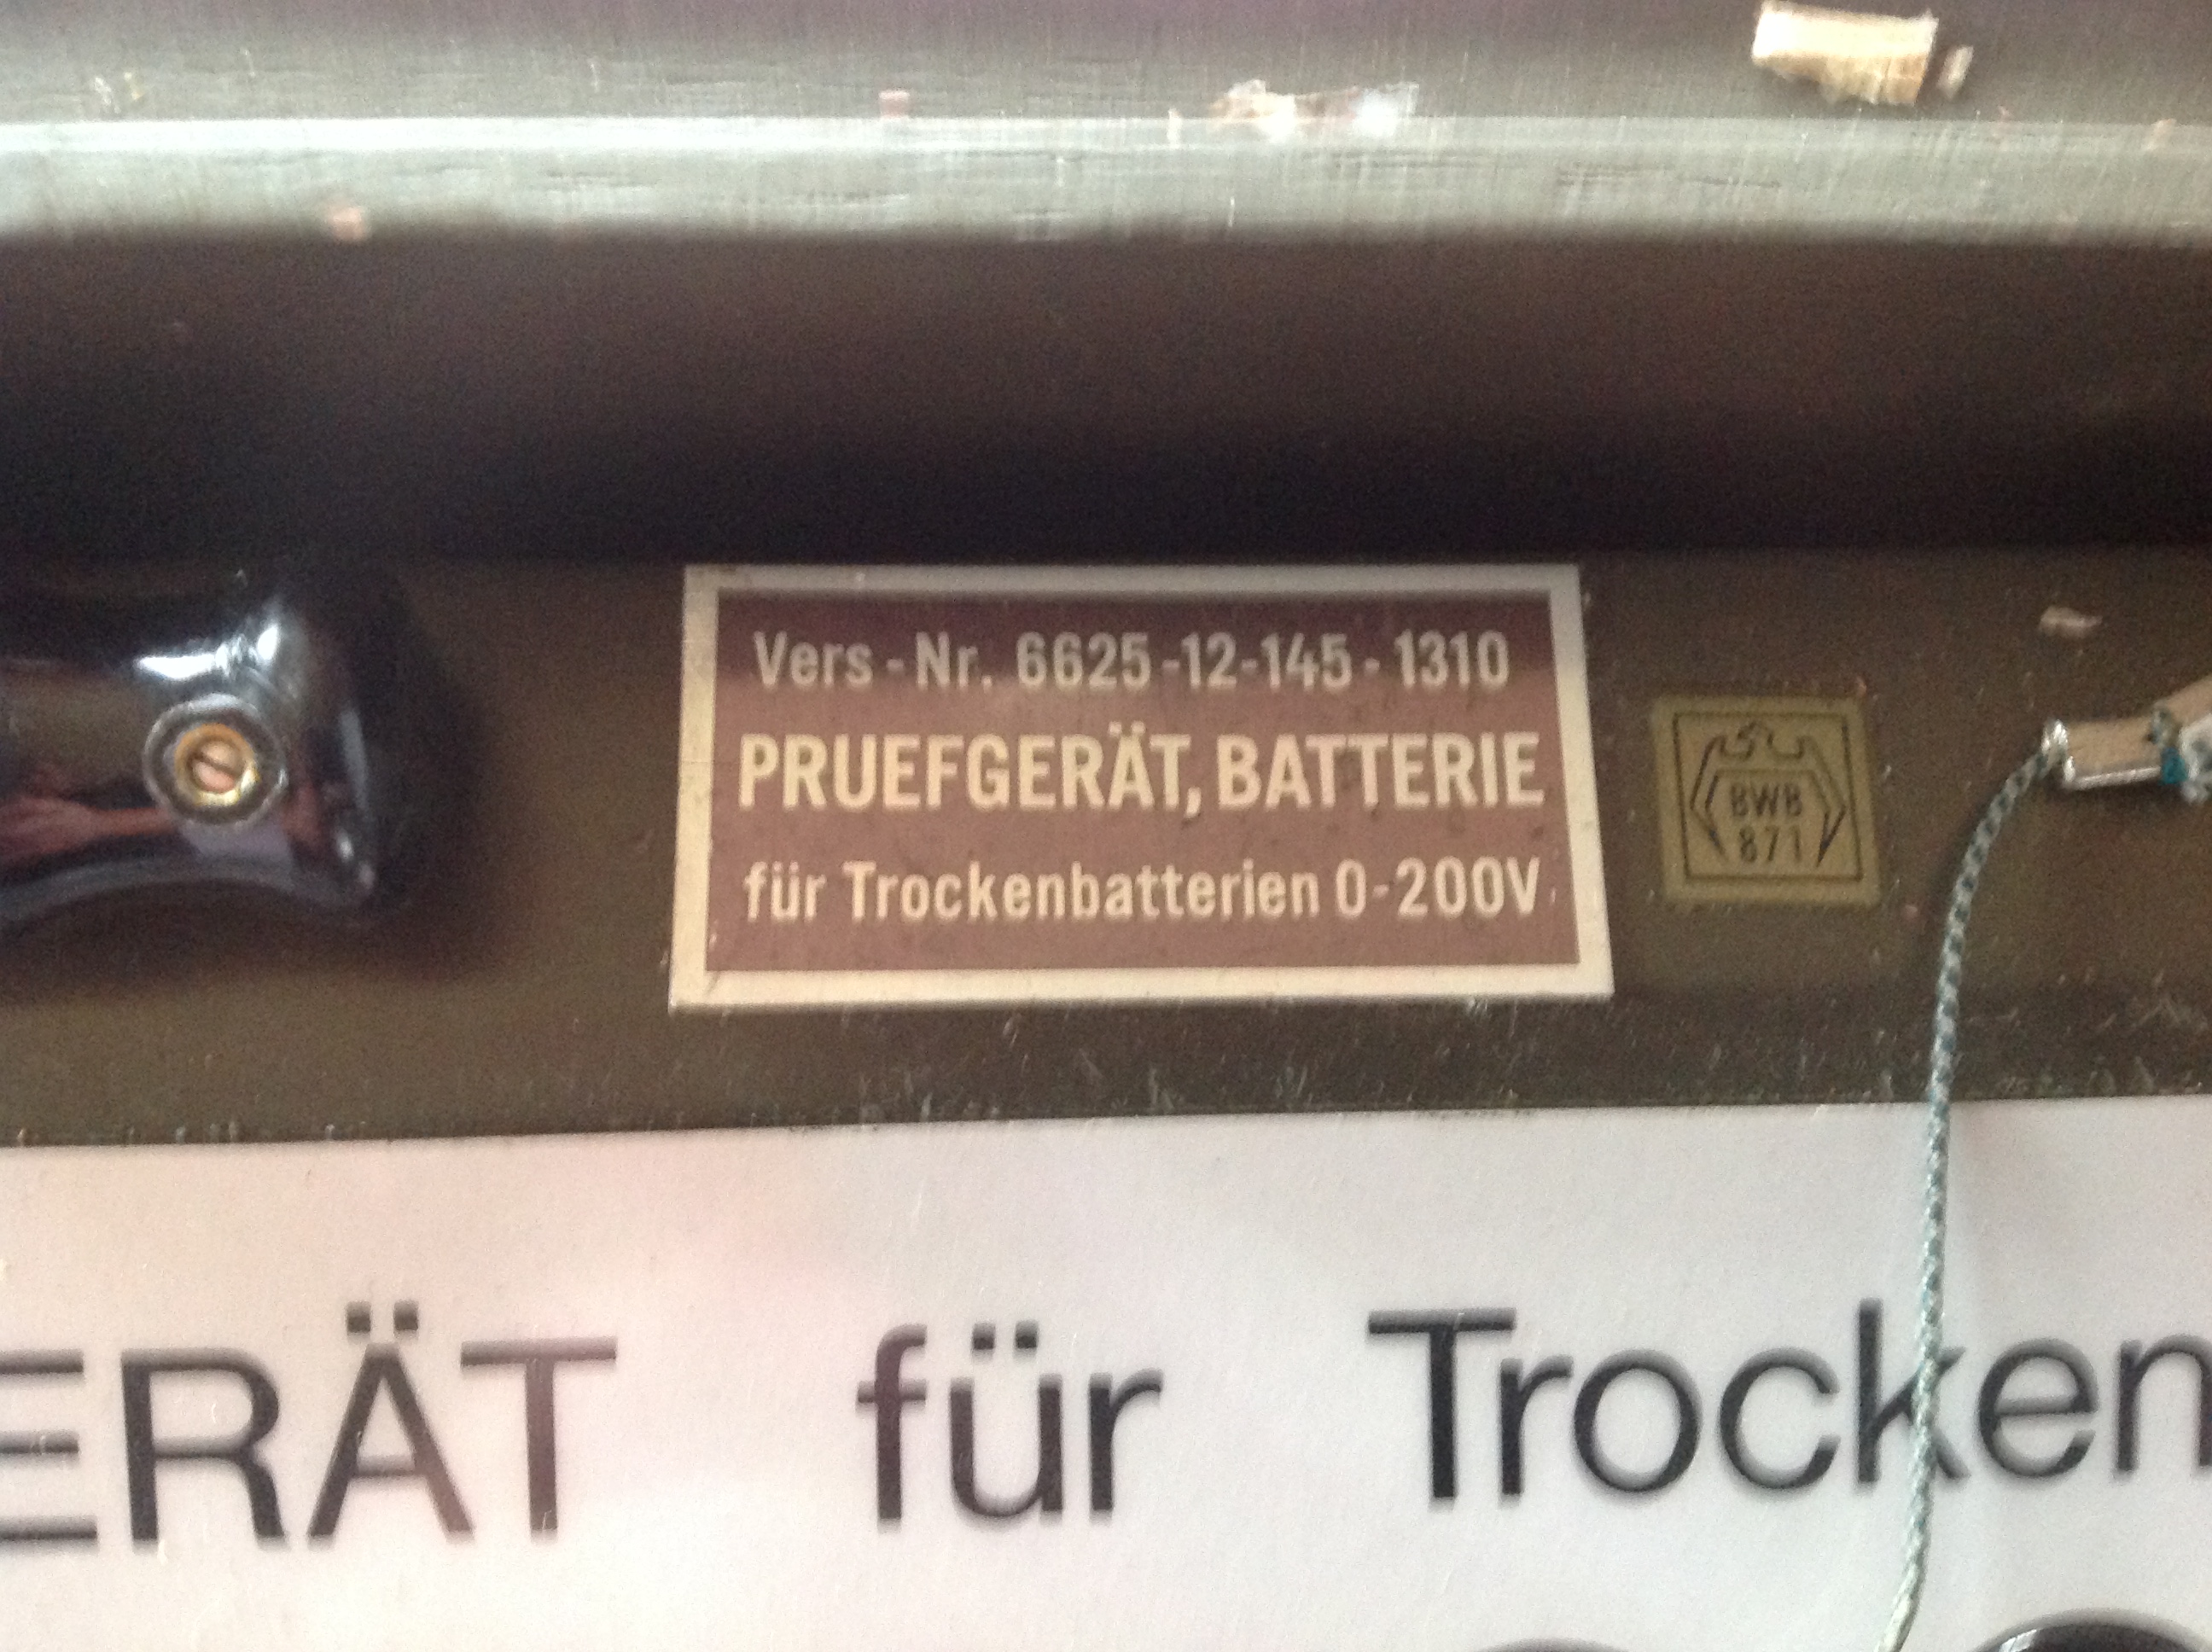 Vers-Nr. 6625-12-145-1310
PRUEFGERÄT, BATTERIE
für Trockenbatterien 0-200V
BWB
871
ERÄT für Trocken